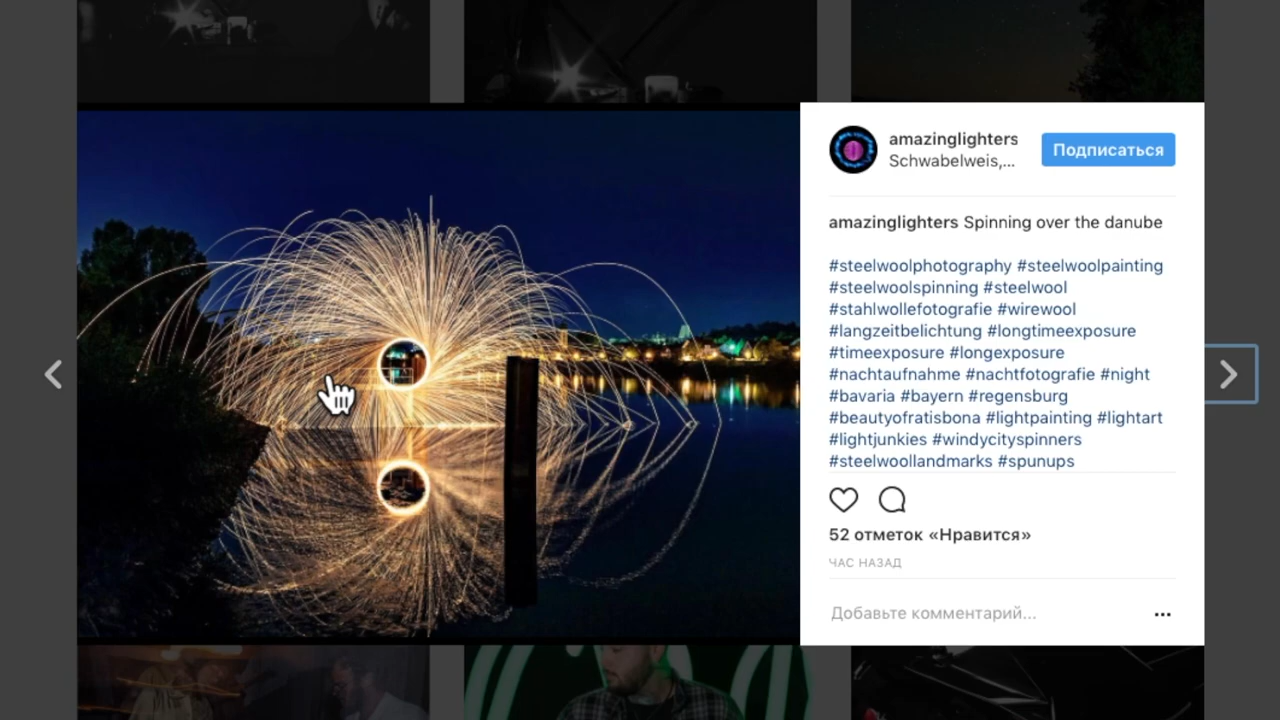 amazinglighters
Schwabelweis,...
Подписаться
amazinglighters Spinning over the danube
#steelwoolphotography #steelwoolpainting
#steelwoolspinning #steelwool
#stahlwollefotografie #wirewool
#langzeitbelichtung #longtimeexposure
#timeexposure #longexposure
#nachtaufnahme #nachtfotografie #night
#bavaria #bayern #regensburg
#beautyofratisbona #lightpainting #lightart
#lightjunkies #windycityspinners
#steelwoollandmarks #spunups
52 отметок «Нравится»
ЧАС НАЗАД
Добавьте комментарий...